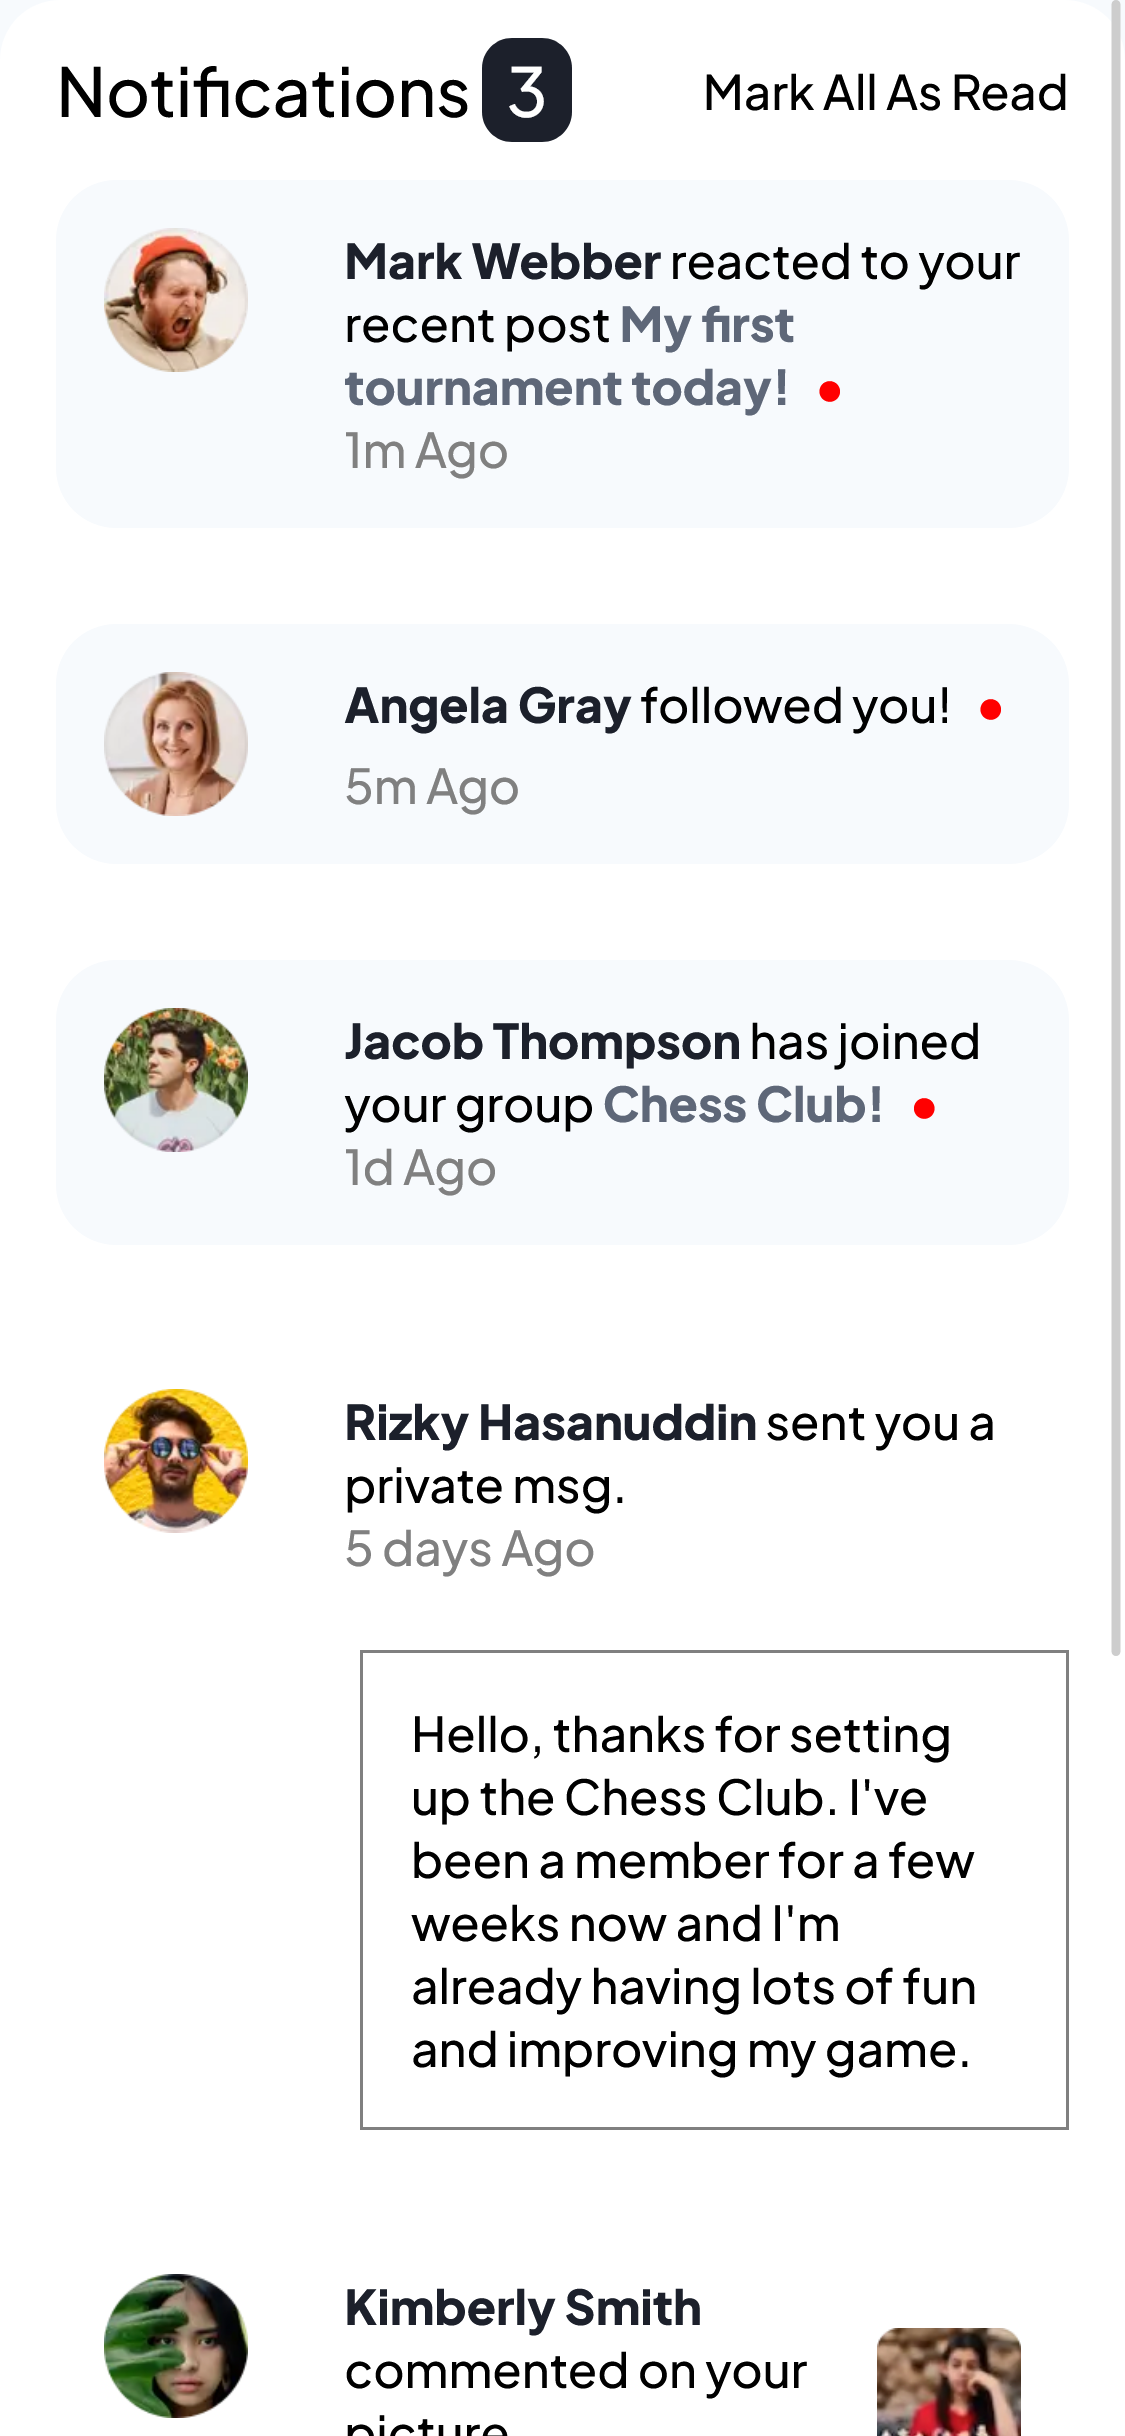 Notifications 3
Mark All As Read
Mark Webber reacted to your
recent post My first
tournament today!
1m Ago
Angela Gray followed you!
5m Ago
Jacob Thompson has joined
your group Chess Club!
1d Ago
Rizky Hasanuddin sent you a
private msg.
5 days Ago
Hello, thanks for setting
up the Chess Club. I've
been a member for a few
weeks now and I'm
already having lots of fun
and improving my game.
Kimberly Smith
commented on your
picture